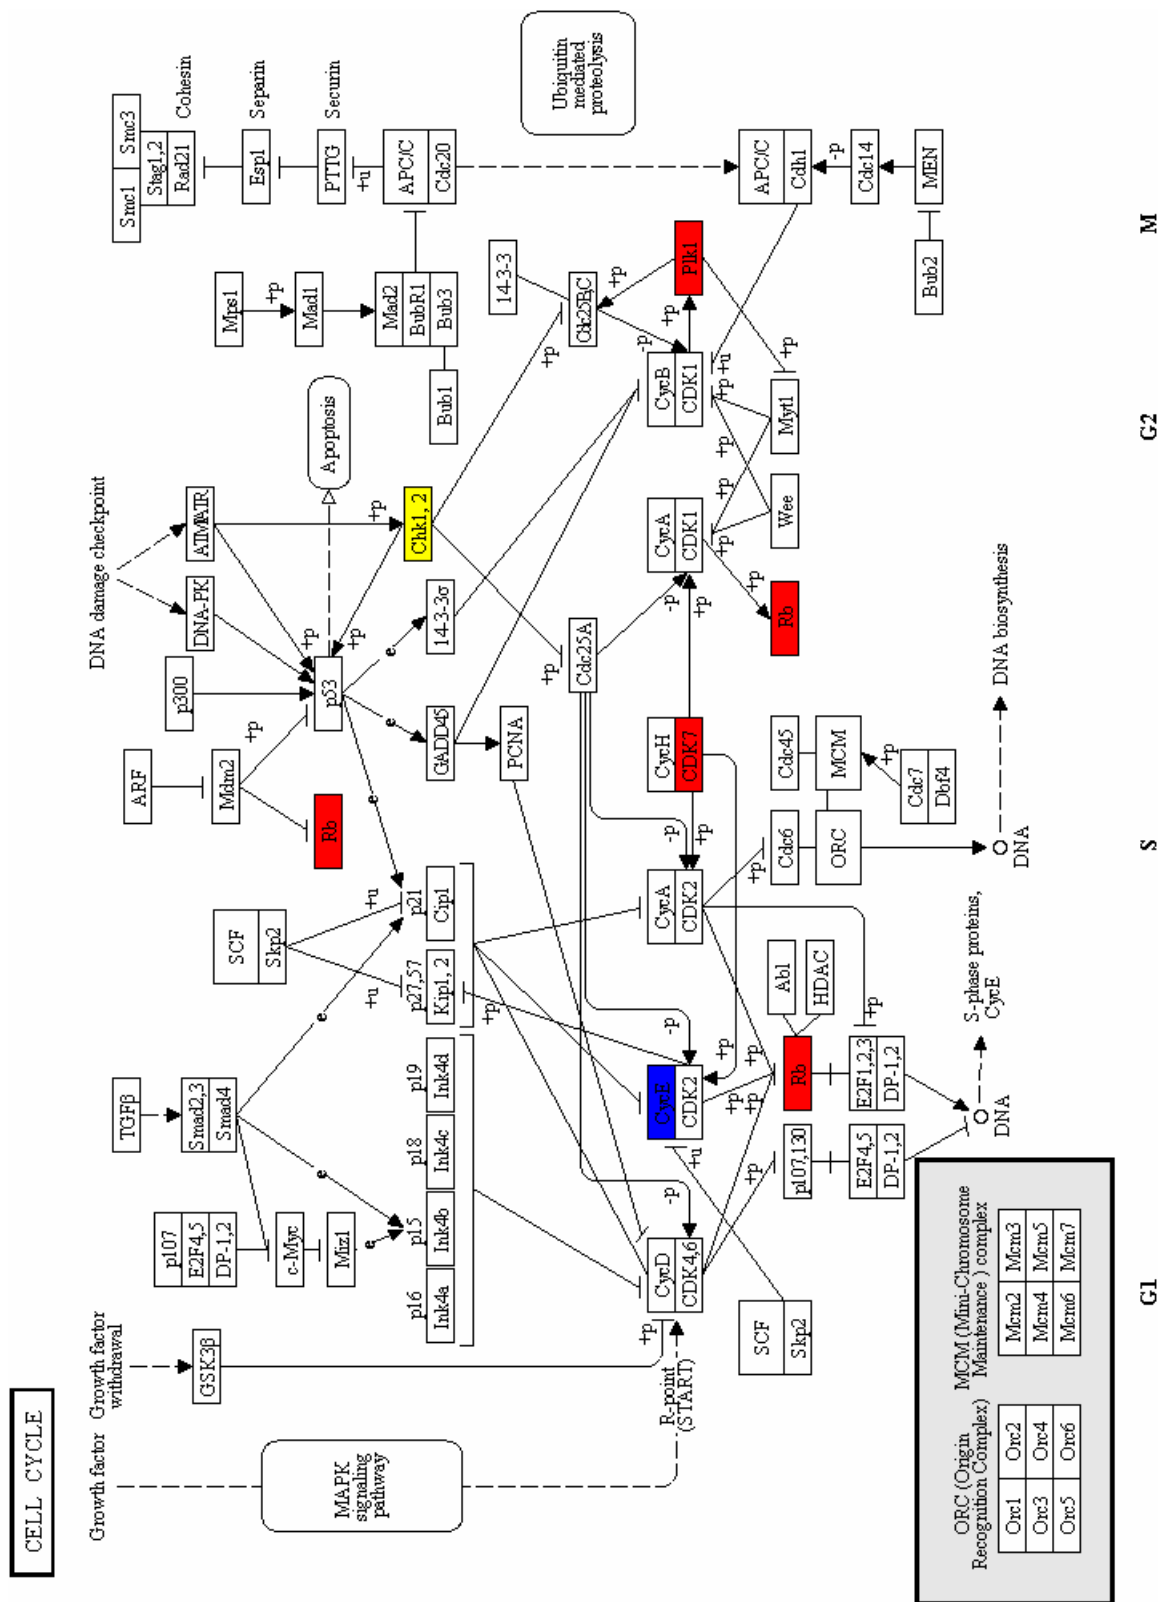 CELL CYCLE
Growth factor
Growth factor
withdrawal
MAPK
signaling
pathway
GSK3β
R-point
(START)
+p
TGFβ
Smad2,3
Smad4
p107
E2F4,5
DP-1,2
c-Myc
Miz1
e
e
e
p16
Ink4a
p15
Ink4b
p18
Ink4c
p19
Ink4d
p27,57
Kip1, 2
p21
Cip1
SCF
Skp2
+u
+u
ARF
Mdm2
Rb
+p
p300
p53
e
e
e
DNA damage checkpoint
DNA-PK
ATMATR
+p
+p
+p
Apoptosis
Chk1, 2
GADD45
14-3-3σ
PCNA
Cdc25A
+p
+p
Mps1
+p
Mad1
Mad2
BubR1
Bub3
Bub1
Smc1
Smc3
Stag1,2
Rad21
Cohesin
Esp1
Separin
PTTG
Securin
+u
APC/C
Cdc20
Ubiquitin
mediated
proteolysis
14-3-3
Cdc25B,C
+p
-p
CycD
CDK4,6
-p
CycE
CDK2
+p
-p
+u
+p
CycA
CDK2
-p
+p
CycH
CDK7
CycA
CDK1
-p
+p
+p
+p
CycB
CDK1
+p
+u
+p
Plk1
+p
Wee
Myt1
+p
Rb
+p
APC/C
Cdh1
-p
Cdc14
MEN
Bub2
SCF
Skp2
+p
+p
+p
p107,130
E2F4,5
DP-1,2
Rb
Abl
HDAC
E2F1,2,3
DP-1,2
+p
DNA
S-phase proteins,
CycE
+p
Cdc6
ORC
Cdc45
MCM
+p
Cdc7
Dbf4
DNA
DNA biosynthesis
ORC (Origin
Recognition Complex)
Orc1 Orc2
Orc3 Orc4
Orc5 Orc6
MCM (Mini-Chromosome
Maintenance ) complex
Mcm2 Mcm3
Mcm4 Mcm5
Mcm6 Mcm7
G1
S
G2
M